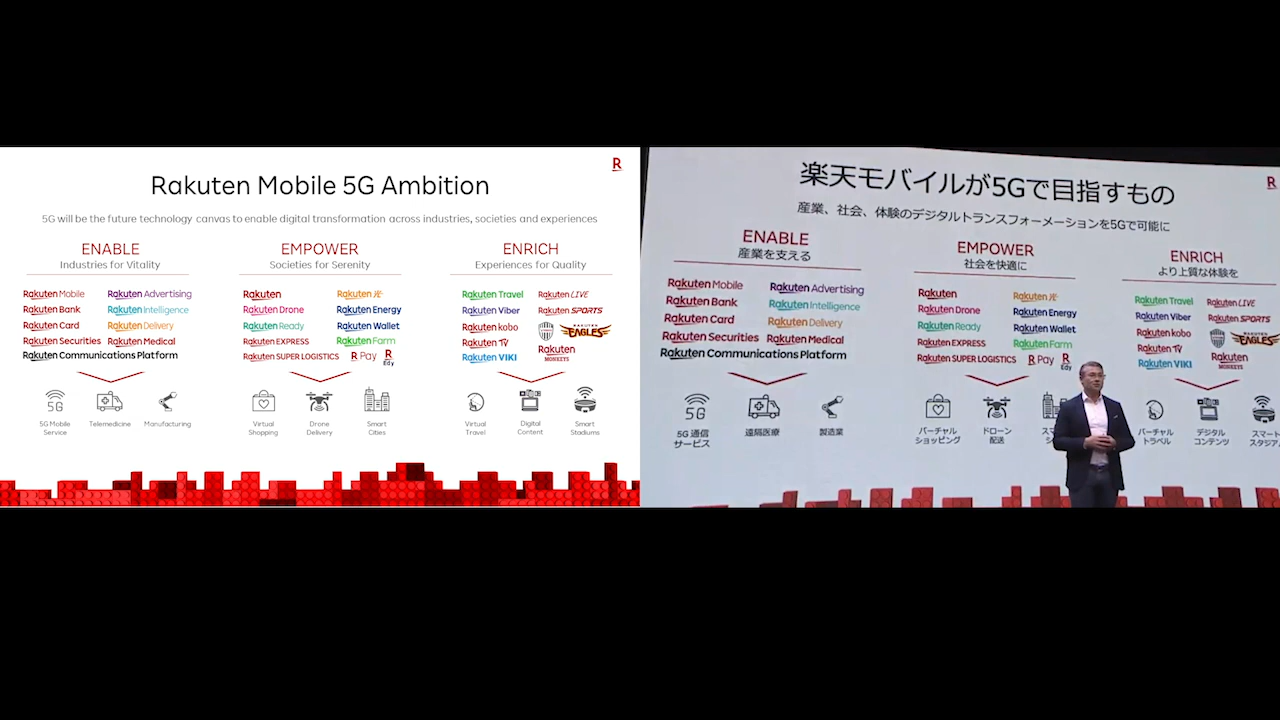 R
Rakuten Mobile 5G Ambition
5G will be the future technology canvas to enable digital transformation across industries, societies and experiences
ENABLE
Industries for Vitality
Rakuten Mobile
Rakuten Advertising
Rakuten Bank
Rakuten Intelligence
Rakuten Card
Rakuten Delivery
Rakuten Securities
Rakuten Medical
Rakuten Communications Platform
5G
5G Mobile
Service
Telemedicine
Manufacturing
EMPOWER
Societies for Serenity
Rakuten
Rakuten 光
Rakuten Drone
Rakuten Energy
Rakuten Ready
Rakuten Wallet
Rakuten EXPRESS
Rakuten Farm
Rakuten SUPER LOGISTICS
R Pay
R
Edy
Virtual
Shopping
Drone
Delivery
Smart
Cities
ENRICH
Experiences for Quality
Rakuten Travel
Rakuten LIVE
Rakuten Viber
Rakuten SPORTS
Rakuten kobo
RAKUTEN
EAGLES
Rakuten TV
Rakuten
MONKEYS
Rakuten VIKI
Virtual
Travel
Digital
Content
Smart
Stadiums
R
楽天モバイルが5Gで目指すもの
産業、社会、体験のデジタルトランスフォーメーションを5Gで可能に
ENABLE
産業を支える
Rakuten Mobile
Rakuten Advertising
Rakuten Bank
Rakuten Intelligence
Rakuten Card
Rakuten Delivery
Rakuten Securities
Rakuten Medical
Rakuten Communications Platform
5G
5G 通信
サービス
遠隔医療
製造業
EMPOWER
社会を快適に
Rakuten
Rakuten 光
Rakuten Drone
Rakuten Energy
Rakuten Ready
Rakuten Wallet
Rakuten EXPRESS
Rakuten Farm
Rakuten SUPER LOGISTICS
R Pay
R
Edy
バーチャル
ショッピング
ドローン
配送
ENRICH
より上質な体験を
Rakuten Travel
Rakuten LIVE
Rakuten Viber
Rakuten SPORTS
Rakuten kobo
EAGLES
Rakuten TV
Rakuten
MONKEYS
Rakuten VIKI
バーチャル
トラベル
デジタル
コンテンツ
スマート
スタジアム